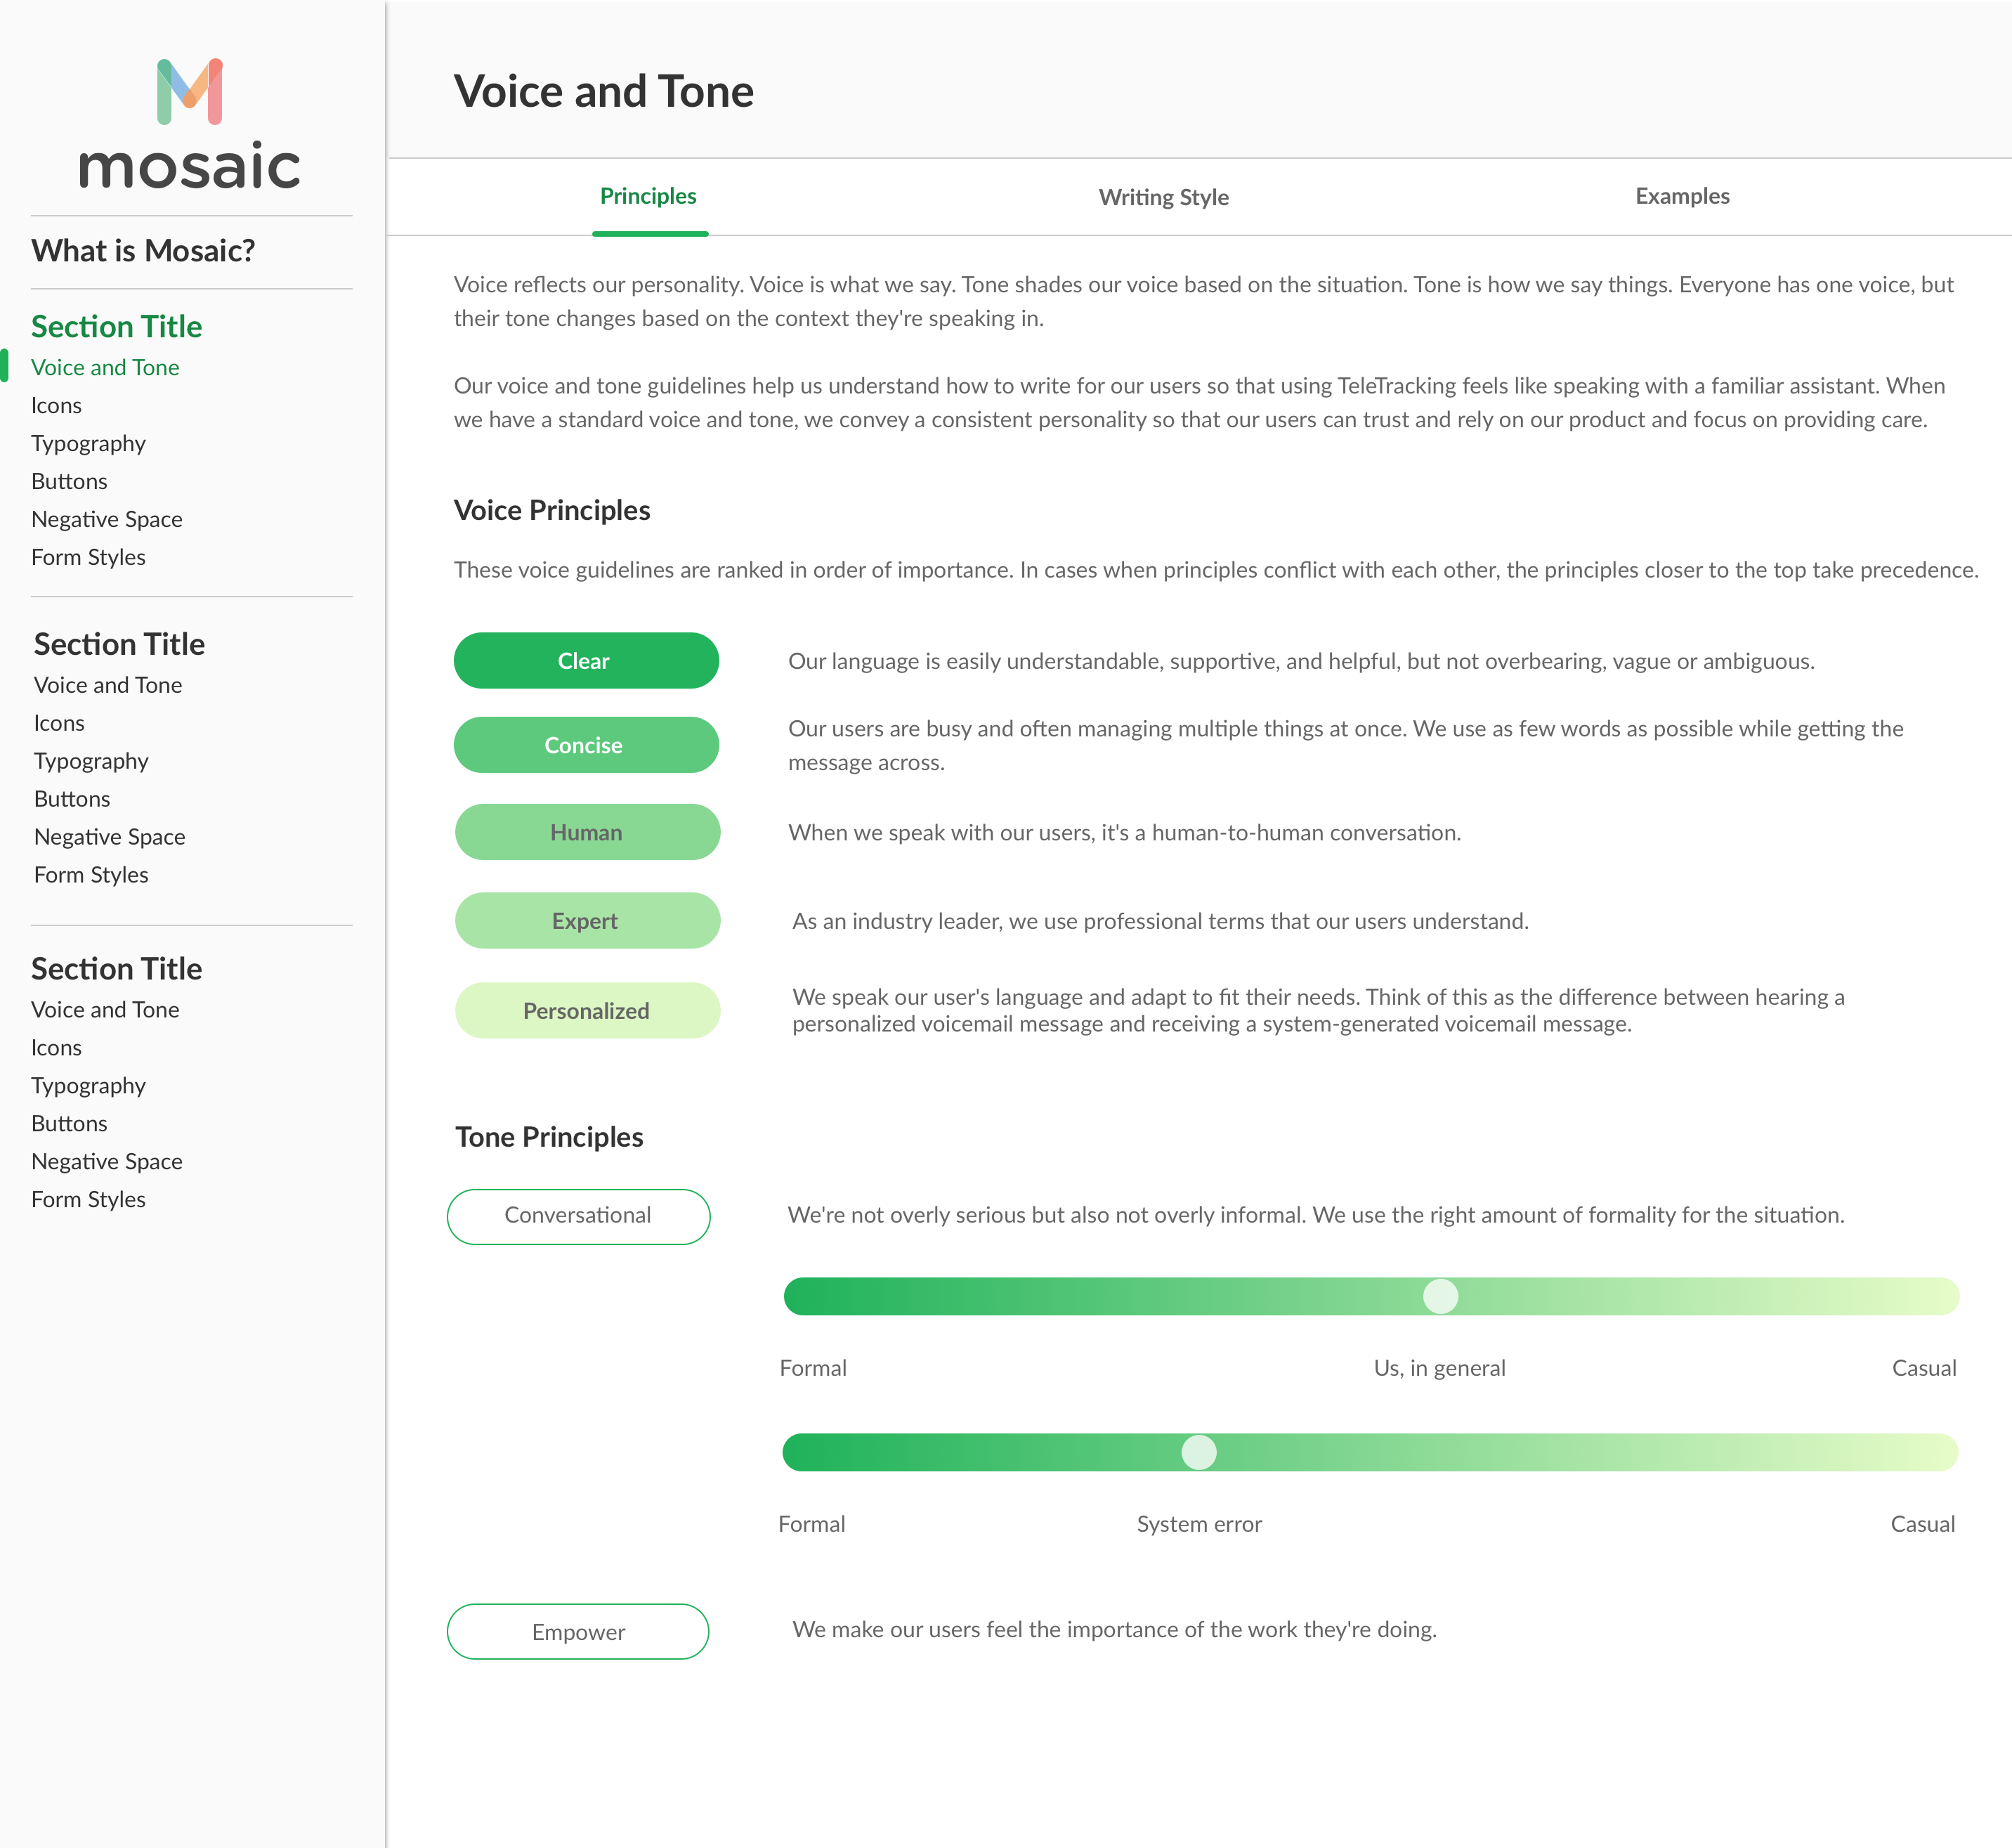 mosaic
What is Mosaic?
Section Title
Voice and Tone
Icons
Typography
Buttons
Negative Space
Form Styles
Section Title
Voice and Tone
Icons
Typography
Buttons
Negative Space
Form Styles
Section Title
Voice and Tone
Icons
Typography
Buttons
Negative Space
Form Styles
Voice and Tone
Principles
Writing Style
Examples
Voice reflects our personality. Voice is what we say. Tone shades our voice based on the situation. Tone is how we say things. Everyone has one voice, but
their tone changes based on the context they're speaking in.
Our voice and tone guidelines help us understand how to write for our users so that using TeleTracking feels like speaking with a familiar assistant. When
we have a standard voice and tone, we convey a consistent personality so that our users can trust and rely on our product and focus on providing care.
Voice Principles
These voice guidelines are ranked in order of importance. In cases when principles conflict with each other, the principles closer to the top take precedence.
Clear
Our language is easily understandable, supportive, and helpful, but not overbearing, vague or ambiguous.
Concise
Our users are busy and often managing multiple things at once. We use as few words as possible while getting the
message across.
Human
When we speak with our users, it's a human-to-human conversation.
Expert
As an industry leader, we use professional terms that our users understand.
Personalized
We speak our user's language and adapt to fit their needs. Think of this as the difference between hearing a
personalized voicemail message and receiving a system-generated voicemail message.
Tone Principles
Conversational
We're not overly serious but also not overly informal. We use the right amount of formality for the situation.
Formal
Us, in general
Casual
Formal
System error
Casual
Empower
We make our users feel the importance of the work they're doing.